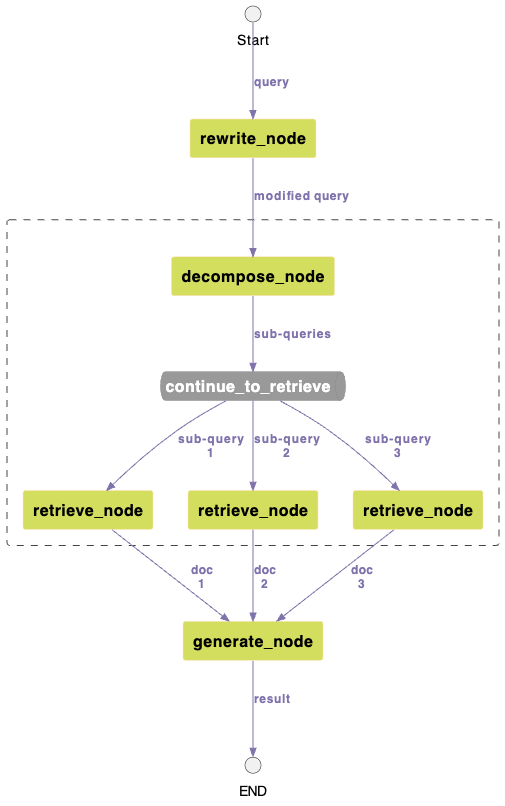 Start
query
rewrite_node
modified query
decompose_node
sub-queries
continue_to_retrieve
sub-query
1
sub-query
2
sub-query
3
retrieve_node
retrieve_node
retrieve_node
doc
1
doc
2
doc
3
generate_node
result
END